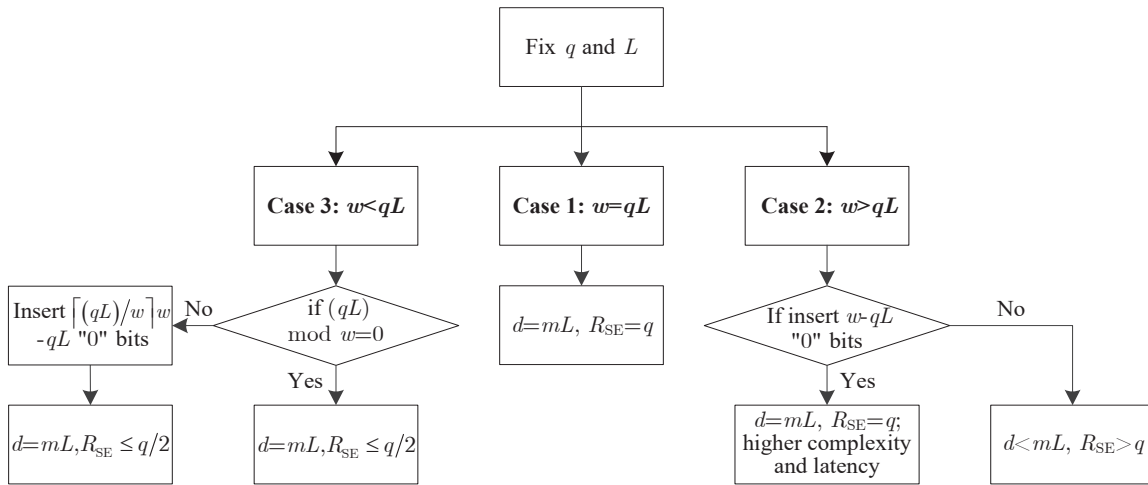 Fix q and L
Case 3: w<qL
Case 1: w=qL
Case 2: w>qL
Insert ⌈(qL)/w⌉w
-qL "0" bits
No
if (qL)
mod w=0
d=mL, R_SE=q
If insert w-qL
"0" bits
No
Yes
Yes
d=mL,R_SE ≤ q/2
d=mL,R_SE ≤ q/2
d=mL, R_SE=q;
higher complexity
and latency
d<mL, R_SE>q